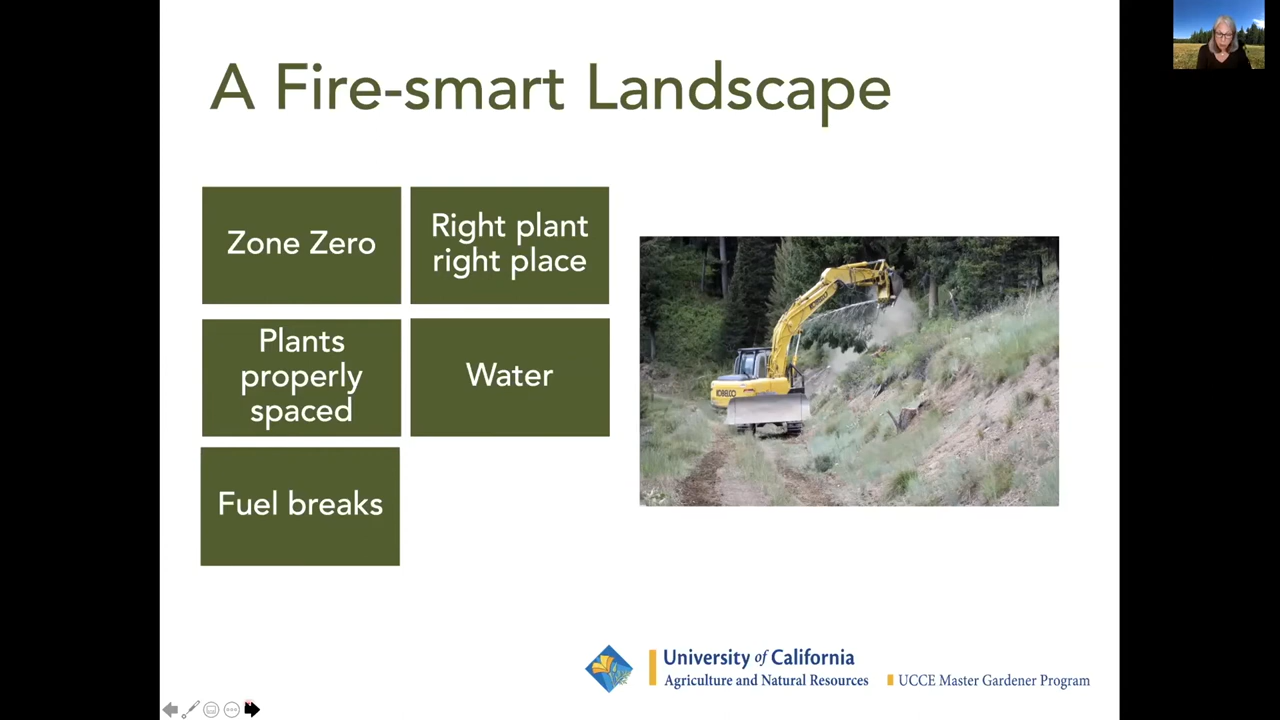 A Fire-smart Landscape
Zone Zero
Right plant
right place
Plants
properly
spaced
Water
Fuel breaks
KOBELCO
University of California
Agriculture and Natural Resources
UCCE Master Gardener Program